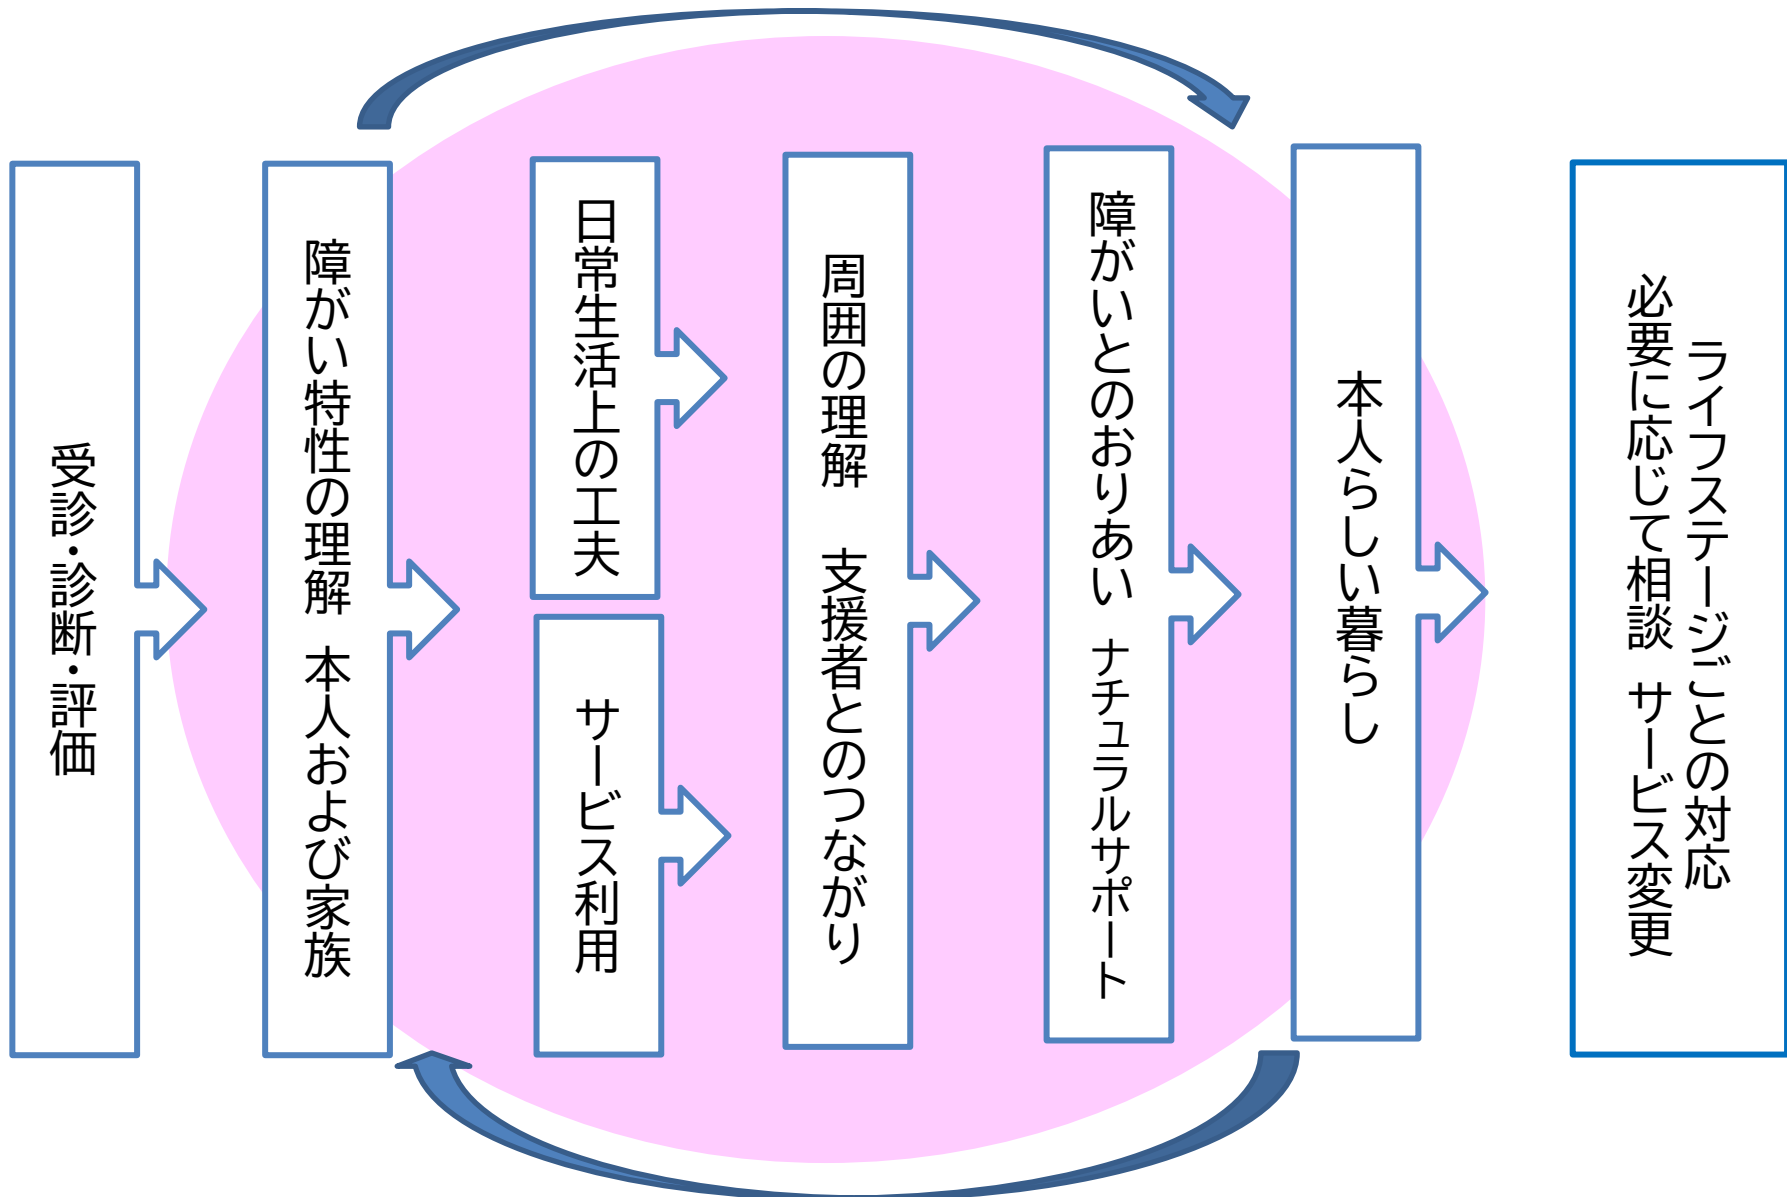 受診・診断・評価
障がい特性の理解 本人および家族
日常生活上の工夫
サービス利用
周囲の理解 支援者とのつながり
障がいとのおりあい ナチュラルサポート
本人らしい暮らし
ライフステージごとの対応
必要に応じて相談 サービス変更